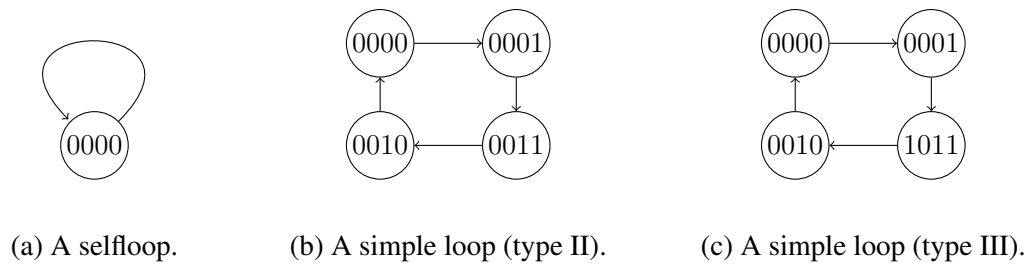 0000 0001 0000 0001
0000 0010 0011 0010 1011
(a) A selfloop. (b) A simple loop (type II). (c) A simple loop (type III).